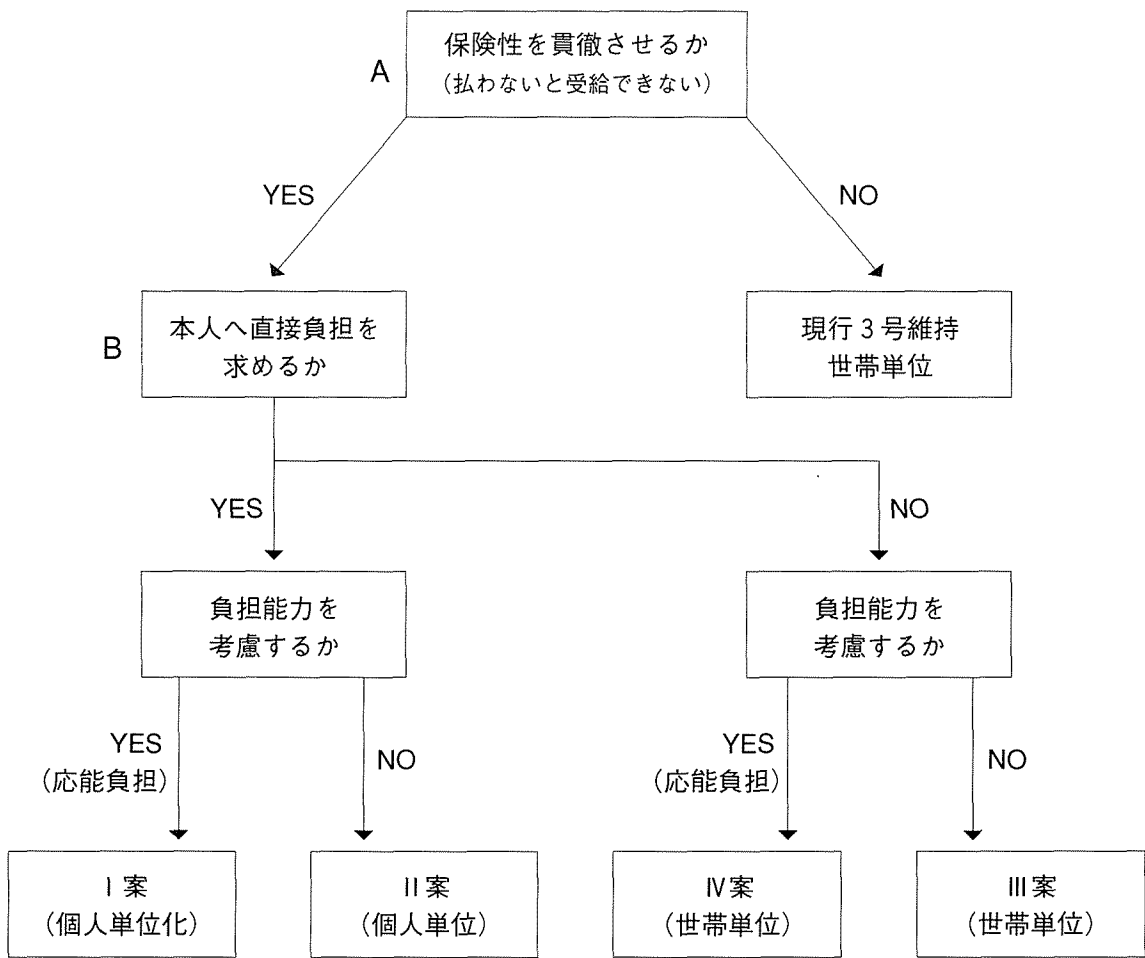 保険性を貫徹させるか
A
（払わないと受給できない）
YES
NO
B
本人へ直接負担を
求めるか
現行3号維持
世帯単位
YES
NO
負担能力を
考慮するか
負担能力を
考慮するか
YES
（応能負担）
NO
YES
（応能負担）
NO
I案
（個人単位化）
II案
（個人単位）
IV案
（世帯単位）
III案
（世帯単位）